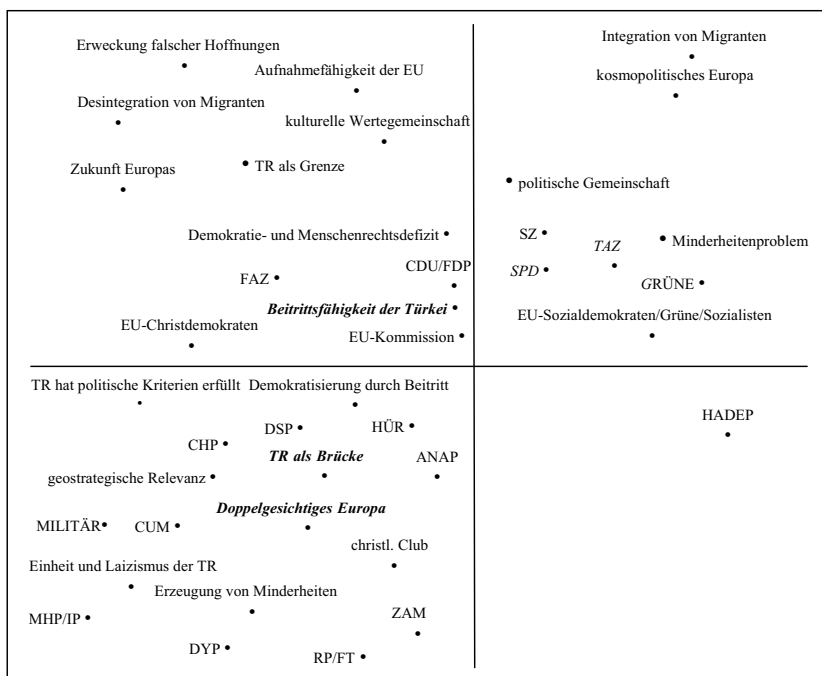 Integration von Migranten
Erweckung falscher Hoffnungen
Aufnahmefähigkeit der EU
kosmopolitisches Europa
Desintegration von Migranten
kulturelle Wertegemeinschaft
Zukunft Europas
TR als Grenze
politische Gemeinschaft
Demokratie- und Menschenrechtsdefizit
SZ
TAZ
Minderheitenproblem
CDU/FDP
FAZ
SPD
GRÜNE
Beitrittsfähigkeit der Türkei
EU-Sozialdemokraten/Grüne/Sozialisten
EU-Christdemokraten
EU-Kommission
TR hat politische Kriterien erfüllt
Demokratisierung durch Beitritt
HADEP
DSP
HÜR
CHP
TR als Brücke
ANAP
geostrategische Relevanz
Doppelgesichtiges Europa
MILITÄR
CUM
christl. Club
Einheit und Laizismus der TR
Erzeugung von Minderheiten
MHP/IP
ZAM
DYP
RP/FT